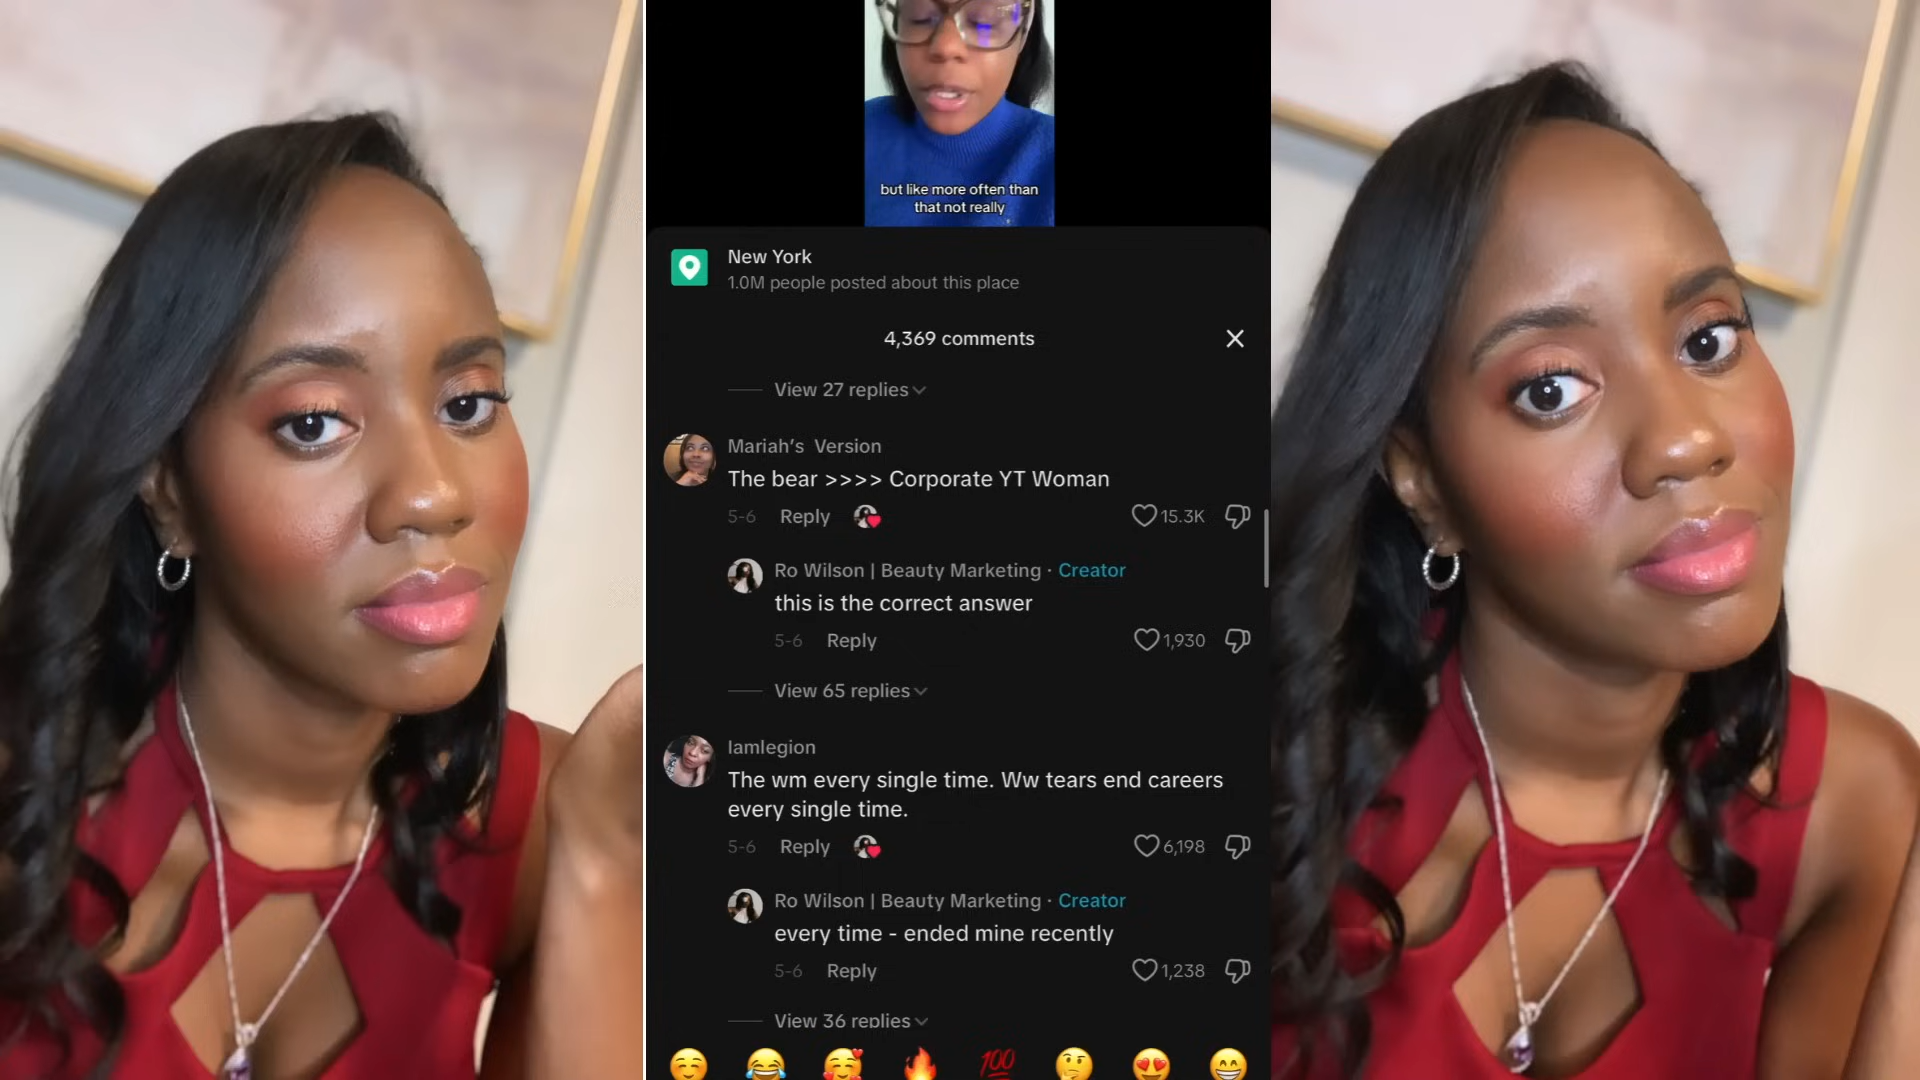 but like more often than
that not really
New York
1.0M people posted about this place
4,369 comments
View 27 replies
Mariah's Version
The bear >>>> Corporate YT Woman
5-6 Reply 15.3K
Ro Wilson | Beauty Marketing · Creator
this is the correct answer
5-6 Reply 1,930
View 65 replies
Iamlegion
The wm every single time. Ww tears end careers
every single time.
5-6 Reply 6,198
Ro Wilson | Beauty Marketing · Creator
every time - ended mine recently
5-6 Reply 1,238
View 36 replies
100